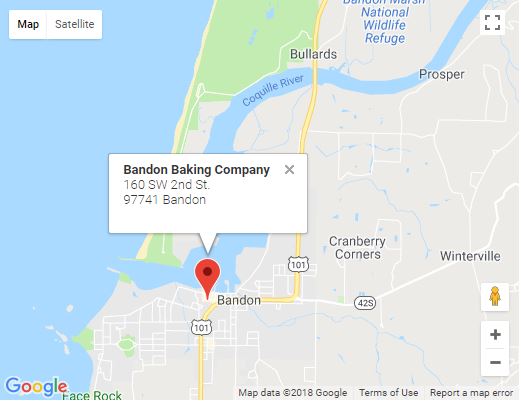 Map Satellite
Bandon Marsh
National
Wildlife
Refuge
Bullards
Prosper
Coquille River
Bandon Baking Company
160 SW 2nd St.
97741 Bandon
Cranberry
Corners
Winterville
101
Bandon
42S
101
Google
Face Rock
Map data ©2018 Google Terms of Use Report a map error